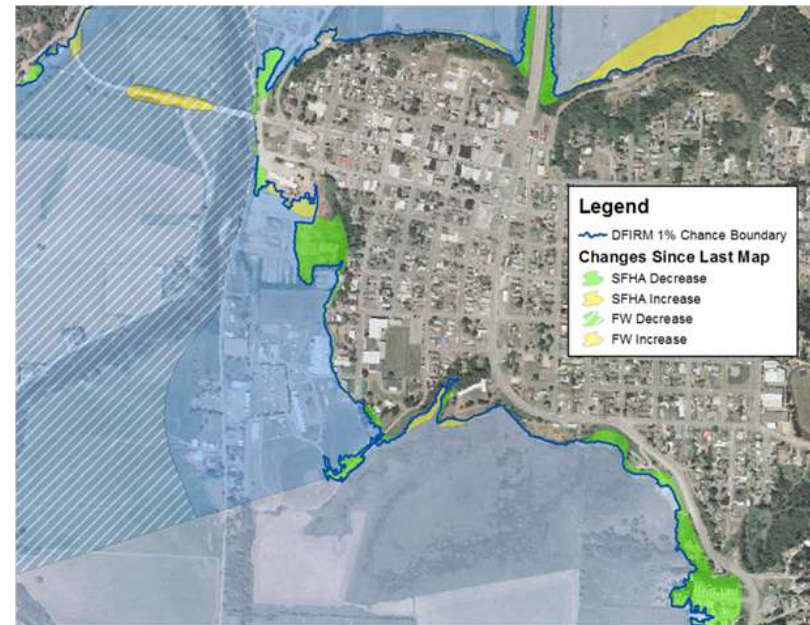 Legend
DFIRM 1% Chance Boundary
Changes Since Last Map
SFHA Decrease
SFHA Increase
FW Decrease
FW Increase